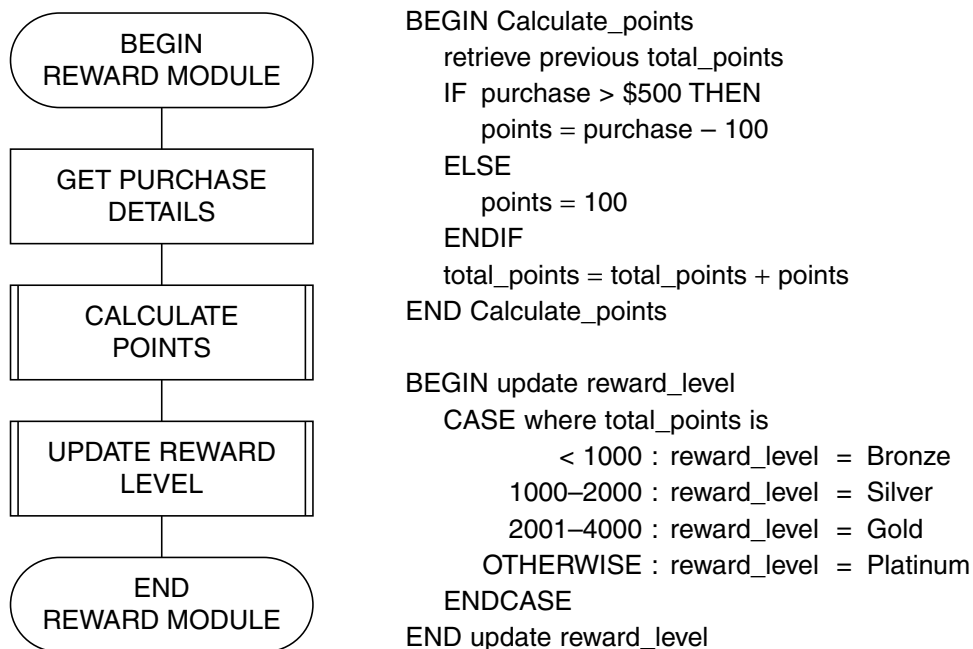 BEGIN
REWARD MODULE
GET PURCHASE
DETAILS
CALCULATE
POINTS
UPDATE REWARD
LEVEL
END
REWARD MODULE
BEGIN Calculate_points
retrieve previous total_points
IF purchase > $500 THEN
points = purchase – 100
ELSE
points = 100
ENDIF
total_points = total_points + points
END Calculate_points
BEGIN update reward_level
CASE where total_points is
< 1000 : reward_level = Bronze
1000–2000 : reward_level = Silver
2001–4000 : reward_level = Gold
OTHERWISE : reward_level = Platinum
ENDCASE
END update reward_level